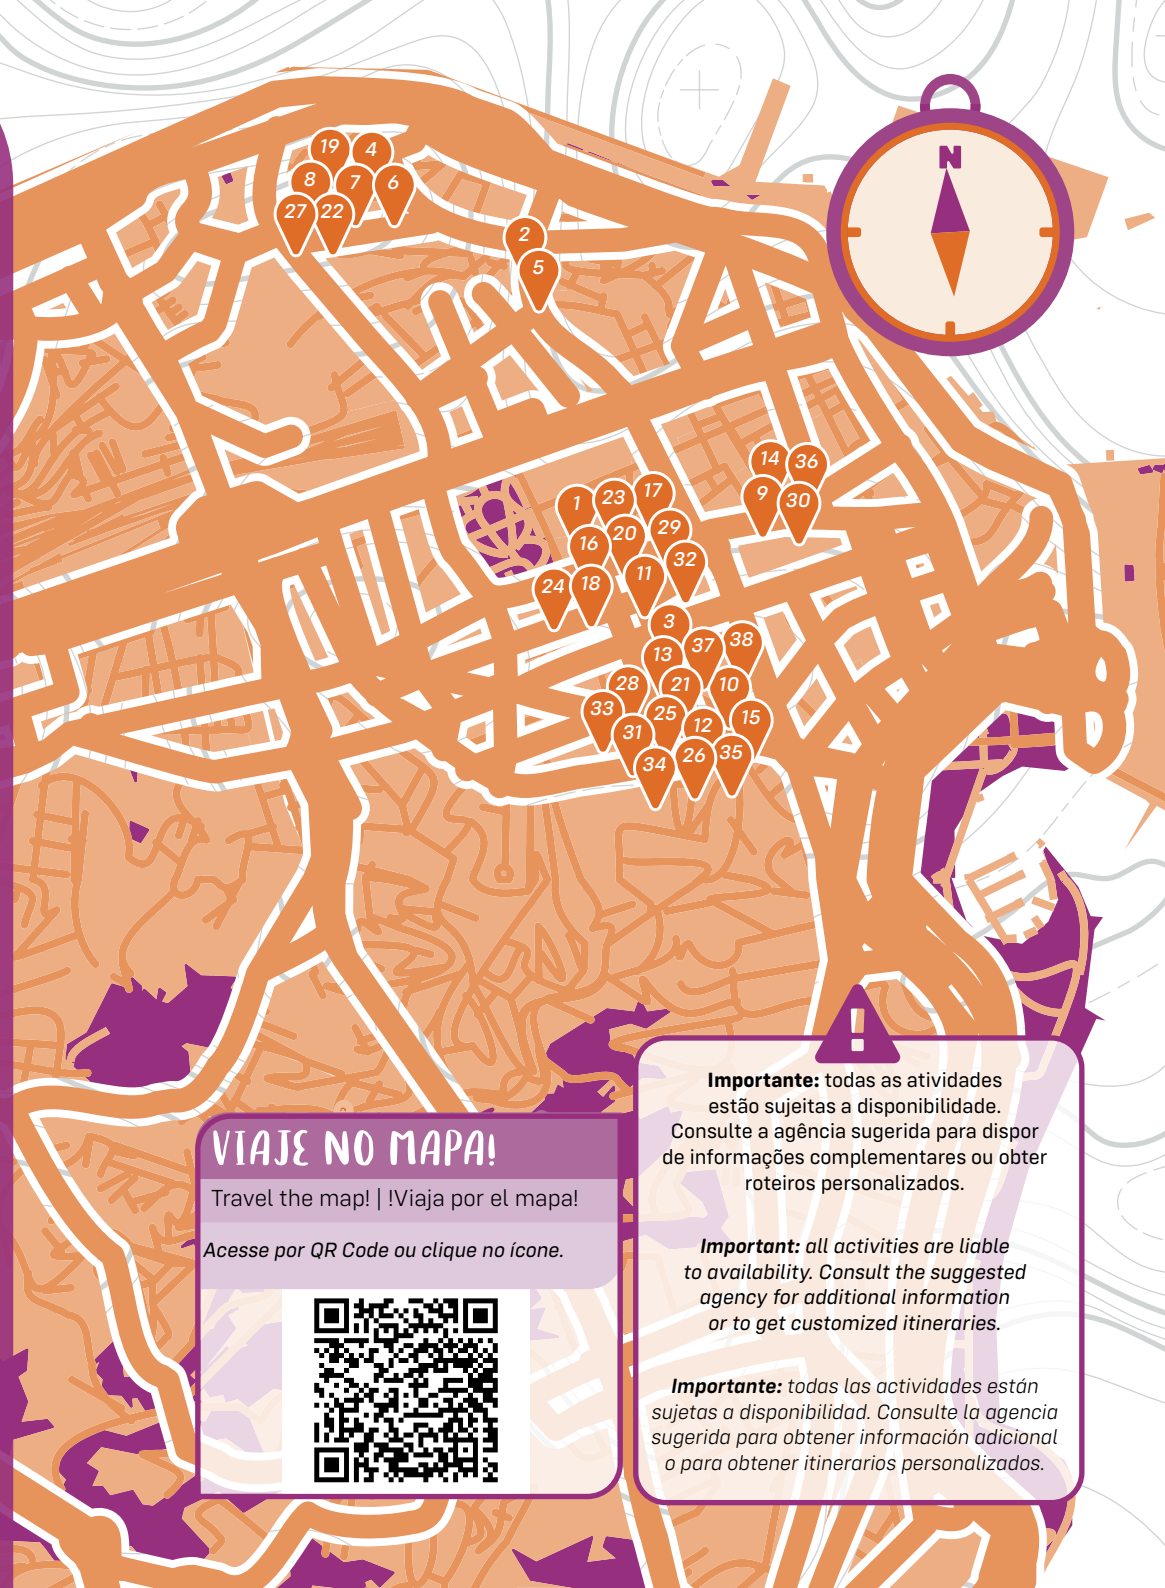 N
19 4
8 7 6
27 22
2
5
14 36
9 30
1 23 17
16 20 29
24 18 11 32
3
13 37 38
28 21 10
33 25 12 15
31 34 26 35
!
Importante: todas as atividades
estão sujeitas a disponibilidade.
Consulte a agência sugerida para dispor
de informações complementares ou obter
roteiros personalizados.
Important: all activities are liable
to availability. Consult the suggested
agency for additional information
or to get customized itineraries.
Importante: todas las actividades están
sujetas a disponibilidad. Consulte la agencia
sugerida para obtener información adicional
o para obtener itinerarios personalizados.
VIAJE NO MAPA!
Travel the map! | !Viaja por el mapa!
Acesse por QR Code ou clique no ícone.